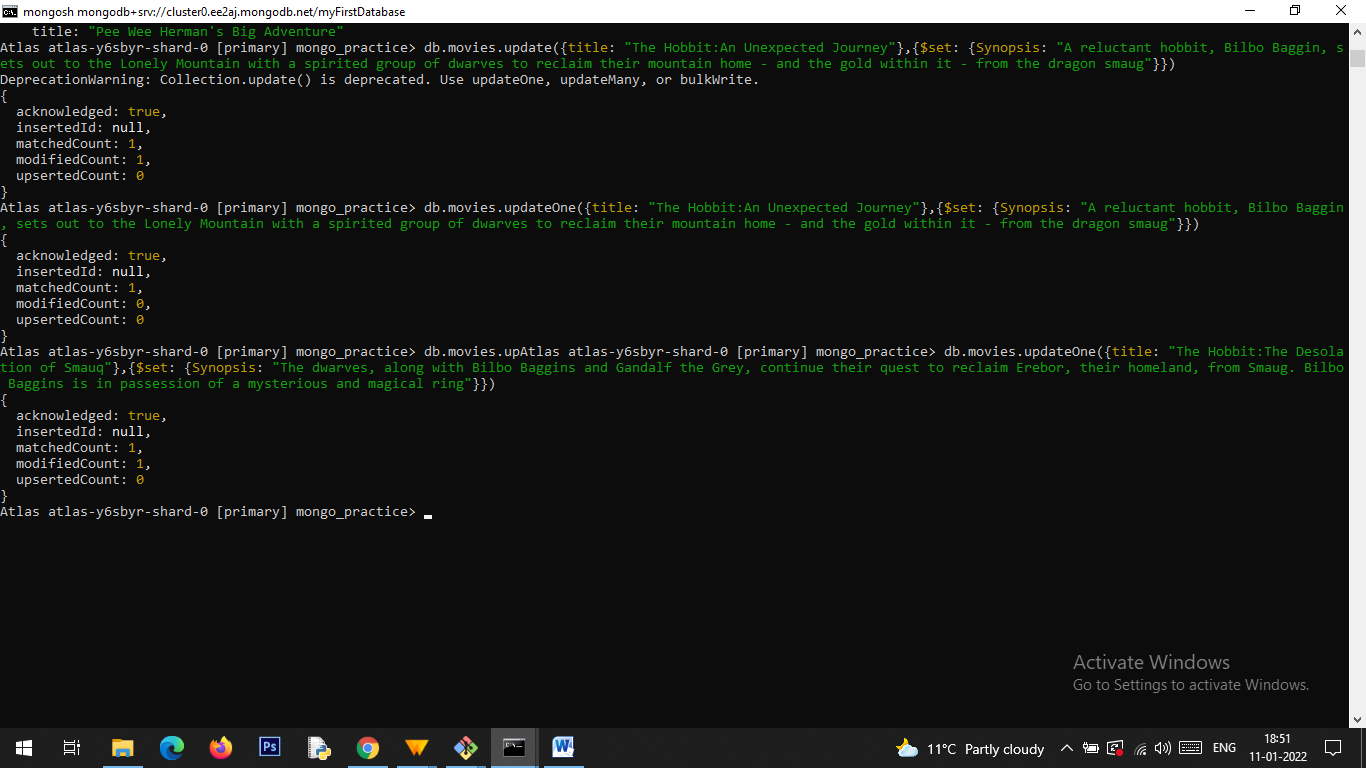 mongosh mongodb+srv://cluster0.ee2aj.mongodb.net/myFirstDatabase
title: "Pee Wee Herman's Big Adventure"
Atlas atlas-y6sbyr-shard-0 [primary] mongo_practice> db.movies.update({title: "The Hobbit:An Unexpected Journey"},{$set: {Synopsis: "A reluctant hobbit, Bilbo Baggin, s
ets out to the Lonely Mountain with a spirited group of dwarves to reclaim their mountain home - and the gold within it - from the dragon smaug"}})
DeprecationWarning: Collection.update() is deprecated. Use updateOne, updateMany, or bulkWrite.
{
acknowledged: true,
insertedId: null,
matchedCount: 1,
modifiedCount: 1,
upsertedCount: 0
}
Atlas atlas-y6sbyr-shard-0 [primary] mongo_practice> db.movies.updateOne({title: "The Hobbit:An Unexpected Journey"},{$set: {Synopsis: "A reluctant hobbit, Bilbo Baggin
, sets out to the Lonely Mountain with a spirited group of dwarves to reclaim their mountain home - and the gold within it - from the dragon smaug"}})
{
acknowledged: true,
insertedId: null,
matchedCount: 1,
modifiedCount: 0,
upsertedCount: 0
}
Atlas atlas-y6sbyr-shard-0 [primary] mongo_practice> db.movies.upAtlas atlas-y6sbyr-shard-0 [primary] mongo_practice> db.movies.updateOne({title: "The Hobbit:The Desola
tion of Smauq"},{$set: {Synopsis: "The dwarves, along with Bilbo Baggins and Gandalf the Grey, continue their quest to reclaim Erebor, their homeland, from Smaug. Bilbo
Baggins is in passession of a mysterious and magical ring"}})
{
acknowledged: true,
insertedId: null,
matchedCount: 1,
modifiedCount: 1,
upsertedCount: 0
}
Atlas atlas-y6sbyr-shard-0 [primary] mongo_practice>
Activate Windows
Go to Settings to activate Windows.
Ps
W
11°C Partly cloudy
ENG
18:51
11-01-2022